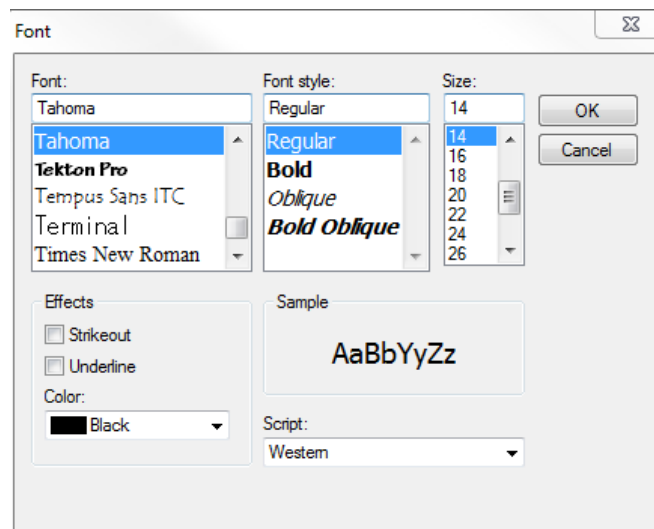 Font
Font:
Font style:
Size:
Tahoma
Regular
14
OK
Cancel
Tahoma
Tekton Pro
Tempus Sans ITC
Terminal
Times New Roman
Regular
Bold
Oblique
Bold Oblique
14
16
18
20
22
24
26
Effects
Strikeout
Underline
Color:
Black
Sample
AaBbYyZz
Script:
Western